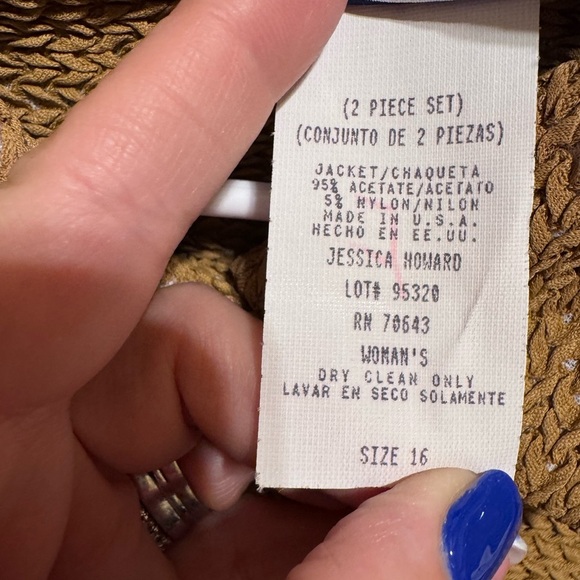 (2 PIECE SET)
(CONJUNTO DE 2 PIEZAS)
JACKET/CHAQUETA
95% ACETATE/ACETATO
5% NYLON/NILON
MADE IN U.S.A.
HECHO EN EE.UU.
JESSICA HOWARD
LOT# 95320
RN 70643
WOMAN'S
DRY CLEAN ONLY
LAVAR EN SECO SOLAMENTE
SIZE 16